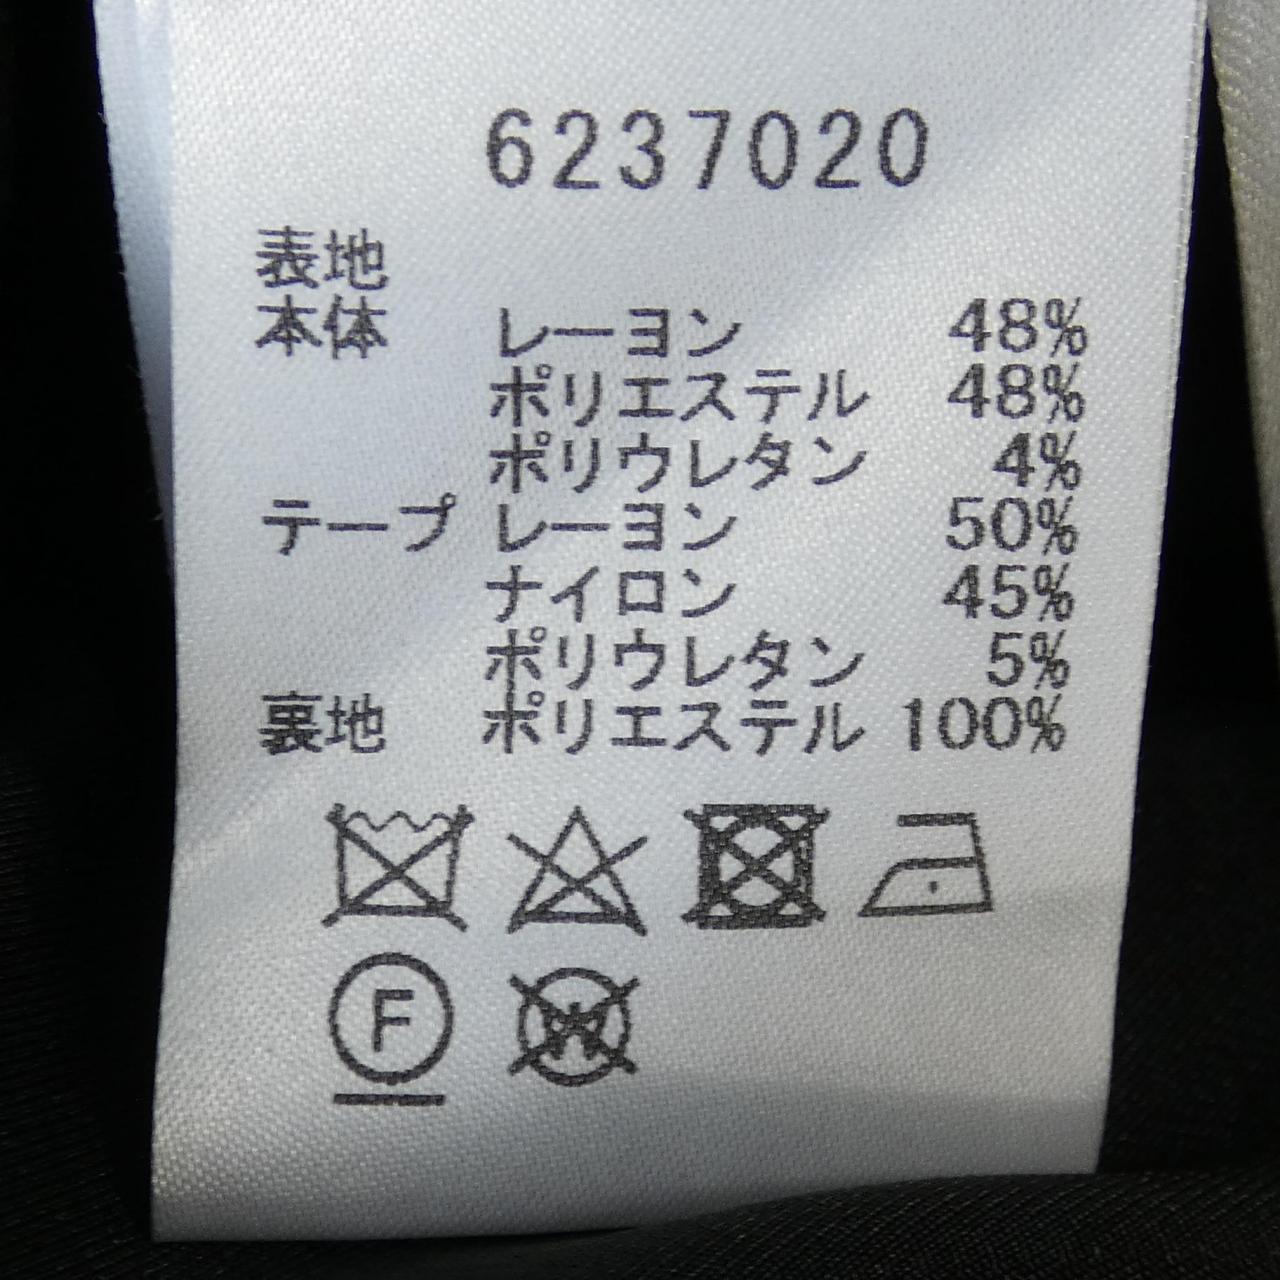 6237020
表地
本体 レーヨン 48%
ポリエステル 48%
ポリウレタン 4%
テープ レーヨン 50%
ナイロン 45%
ポリウレタン 5%
裏地 ポリエステル 100%
F W